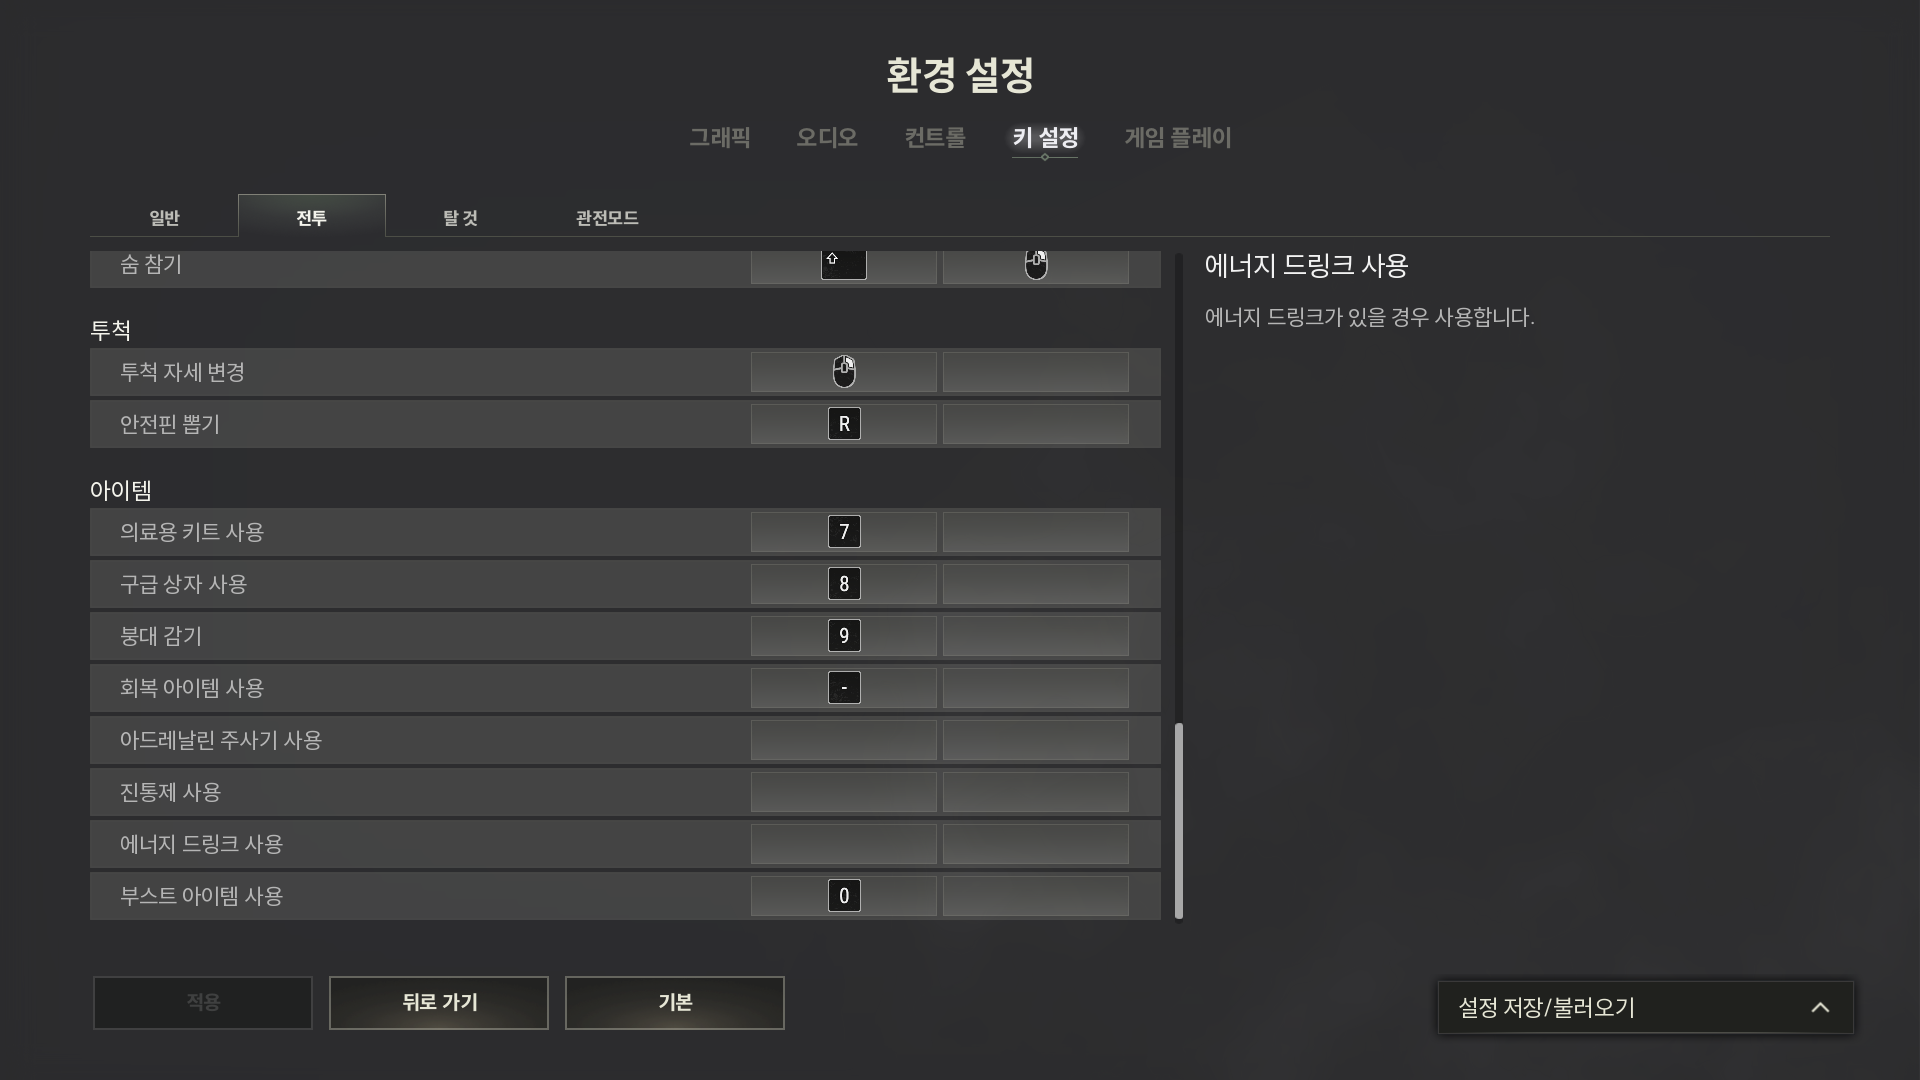 환경 설정
그래픽 오디오 컨트롤 키 설정 게임 플레이
일반 전투 탈 것 관전모드
숨 참기
투척
투척 자세 변경
안전핀 뽑기 R
아이템
의료용 키트 사용 7
구급 상자 사용 8
붕대 감기 9
회복 아이템 사용 -
아드레날린 주사기 사용
진통제 사용
에너지 드링크 사용
부스트 아이템 사용 0
에너지 드링크 사용
에너지 드링크가 있을 경우 사용합니다.
적용 뒤로 가기 기본
설정 저장/불러오기